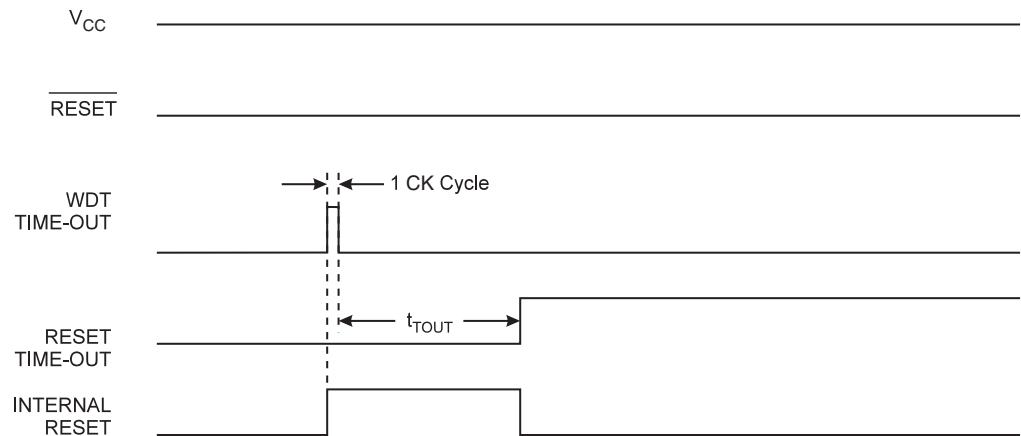 VCC
RESET
1 CK Cycle
WDT
TIME-OUT
tTOUT
RESET
TIME-OUT
INTERNAL
RESET